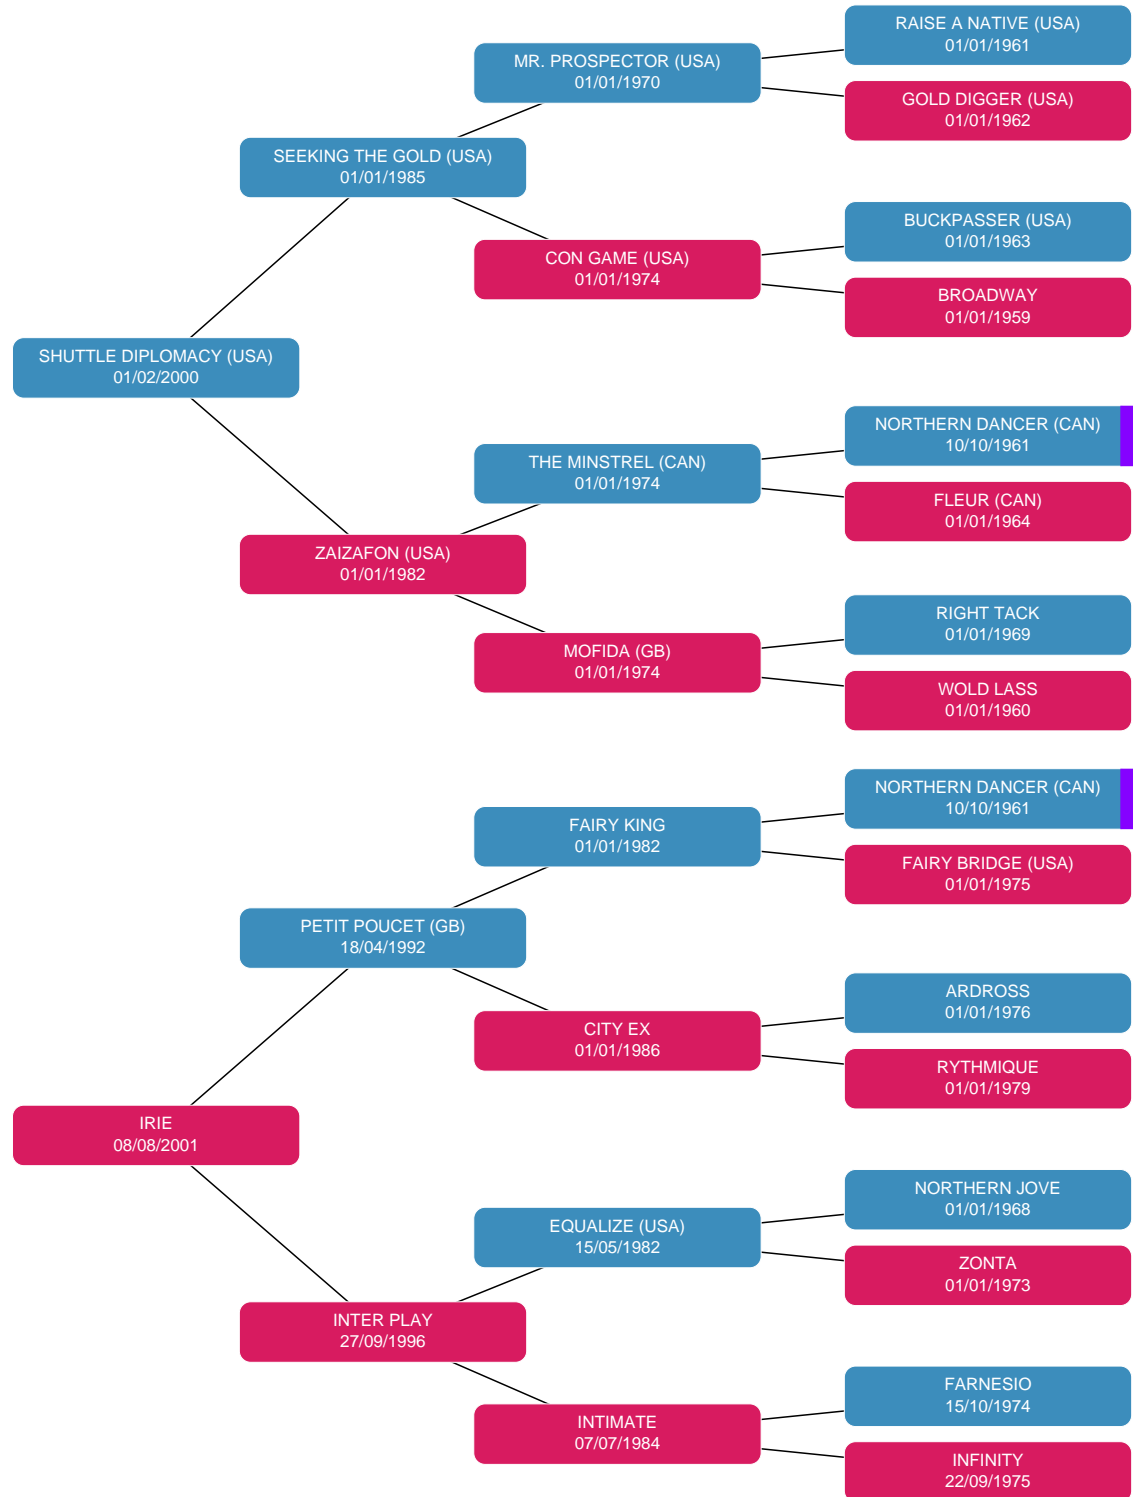 RAISE A NATIVE (USA)
01/01/1961
MR. PROSPECTOR (USA)
01/01/1970
GOLD DIGGER (USA)
01/01/1962
SEEKING THE GOLD (USA)
01/01/1985
BUCKPASSER (USA)
01/01/1963
CON GAME (USA)
01/01/1974
BROADWAY
01/01/1959
SHUTTLE DIPLOMACY (USA)
01/02/2000
NORTHERN DANCER (CAN)
10/10/1961
THE MINSTREL (CAN)
01/01/1974
FLEUR (CAN)
01/01/1964
ZAIZAFON (USA)
01/01/1982
RIGHT TACK
01/01/1969
MOFIDA (GB)
01/01/1974
WOLD LASS
01/01/1960
NORTHERN DANCER (CAN)
10/10/1961
FAIRY KING
01/01/1982
FAIRY BRIDGE (USA)
01/01/1975
PETIT POUCET (GB)
18/04/1992
ARDROSS
01/01/1976
CITY EX
01/01/1986
RYTHMIQUE
01/01/1979
IRIE
08/08/2001
NORTHERN JOVE
01/01/1968
EQUALIZE (USA)
15/05/1982
ZONTA
01/01/1973
INTER PLAY
27/09/1996
FARNESIO
15/10/1974
INTIMATE
07/07/1984
INFINITY
22/09/1975